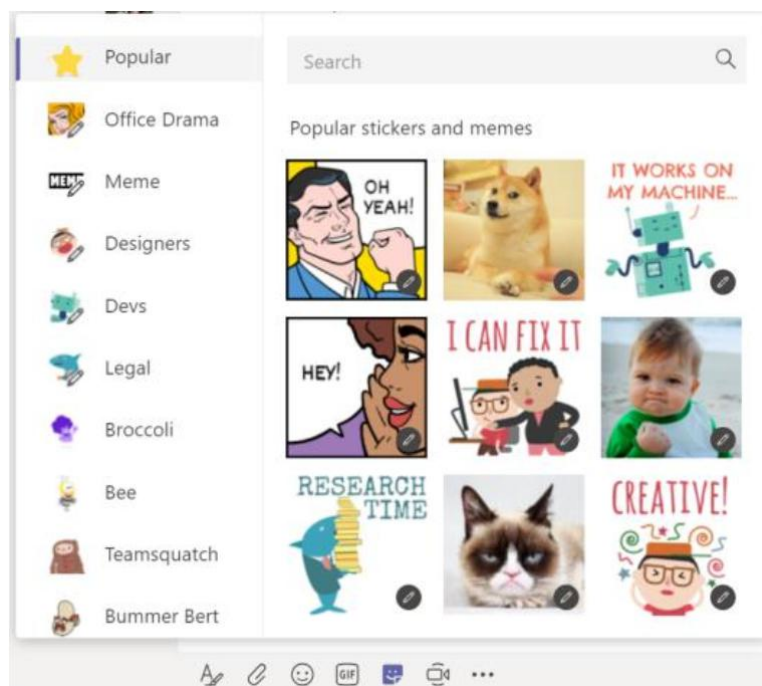 Popular
Office Drama
MEME
Meme
Designers
Devs
Legal
Broccoli
Bee
Teamsquatch
Bummer Bert
Search
Popular stickers and memes
OH
YEAH!
IT WORKS ON
MY MACHINE...
HEY!
I CAN FIX IT
RESEARCH
TIME
CREATIVE!
GIF